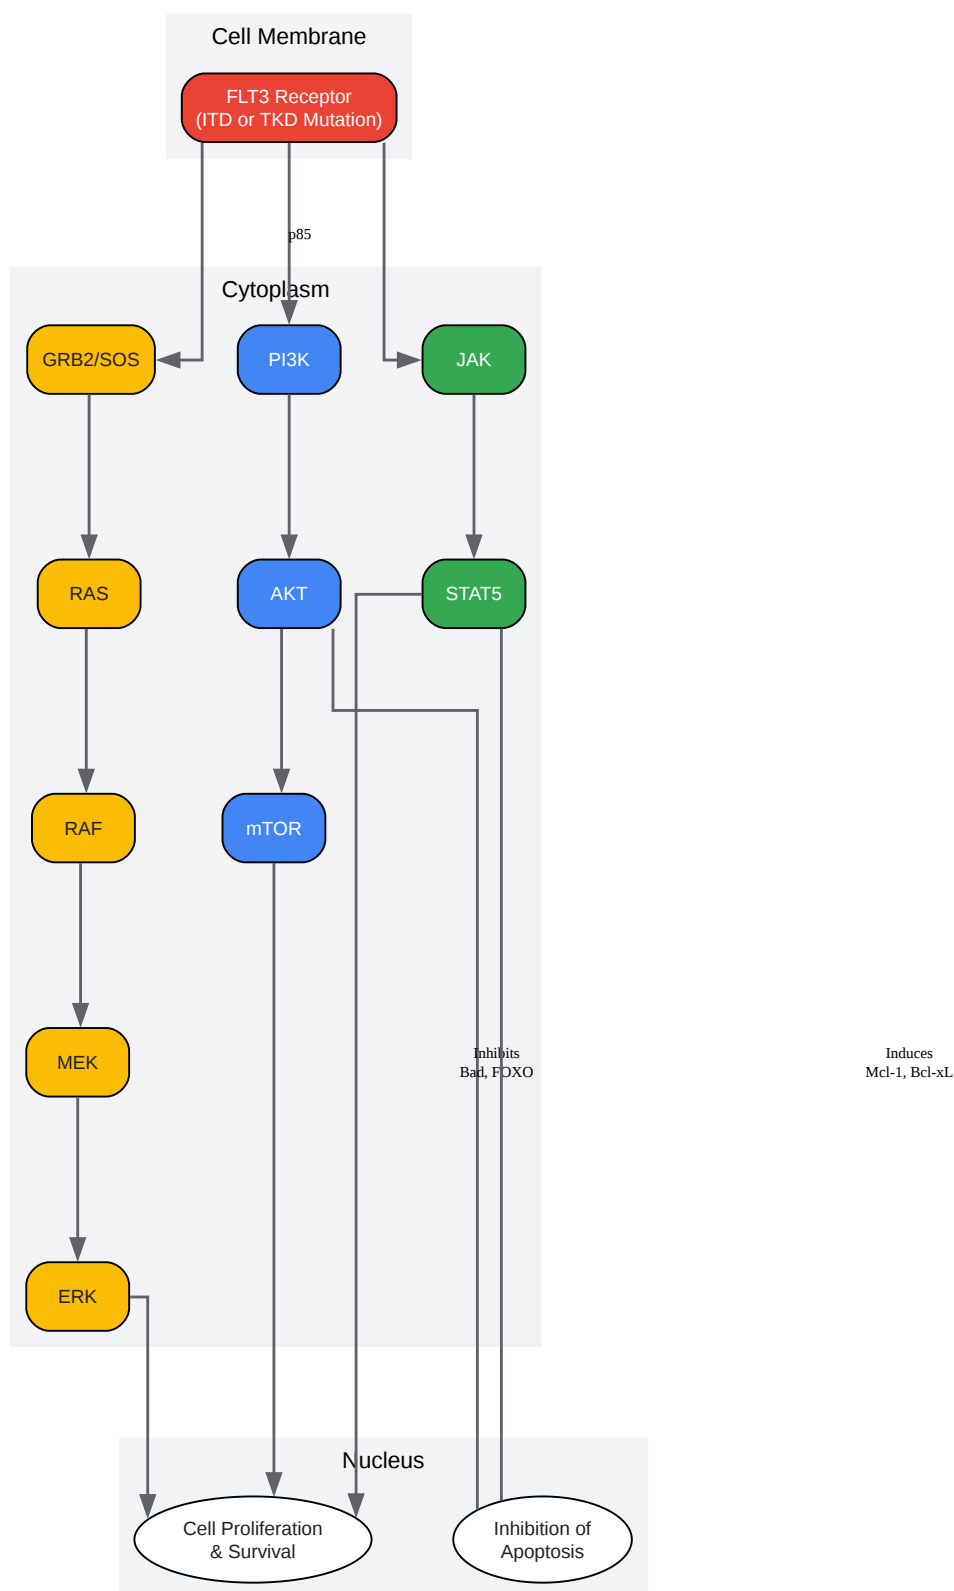 Cell Membrane
FLT3 Receptor
(ITD or TKD Mutation)
p85
Cytoplasm
GRB2/SOS
PI3K
JAK
RAS
AKT
STAT5
RAF
mTOR
MEK
Inhibits
Bad, FOXO
Induces
Mcl-1, Bcl-xL
ERK
Nucleus
Cell Proliferation
& Survival
Inhibition of
Apoptosis